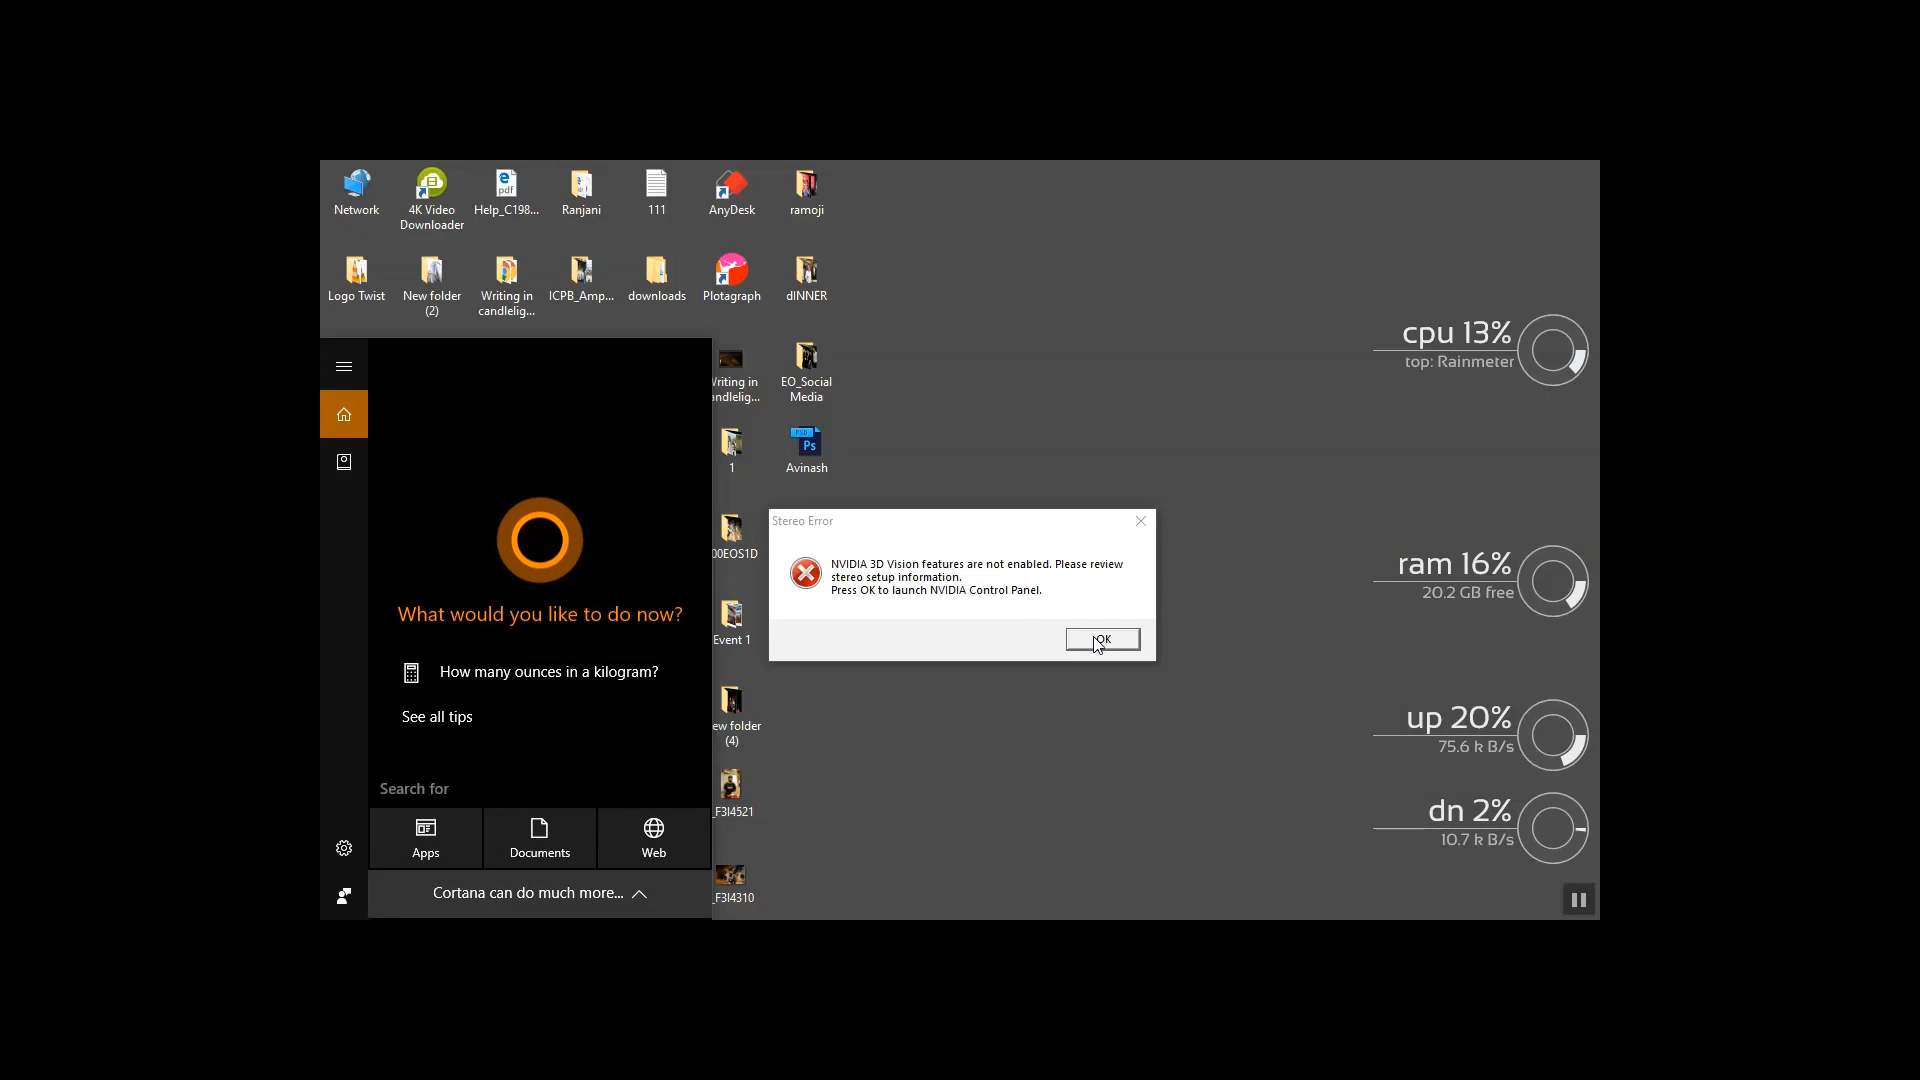 Network
4K Video
Downloader
Help_C198...
Ranjani
111
AnyDesk
ramoji
Logo Twist
New folder
(2)
Writing in
candlelig...
ICPB_Amp...
downloads
Plotagraph
dINNER
EO_Social
Media
1
PSD
Ps
Avinash
Event 1
(4)
_F3I4521
_F3I4310
What would you like to do now?
How many ounces in a kilogram?
See all tips
Search for
Apps
Documents
Web
Cortana can do much more...
Stereo Error
NVIDIA 3D Vision features are not enabled. Please review
stereo setup information.
Press OK to launch NVIDIA Control Panel.
OK
cpu 13%
top: Rainmeter
ram 16%
20.2 GB free
up 20%
75.6 k B/s
dn 2%
10.7 k B/s